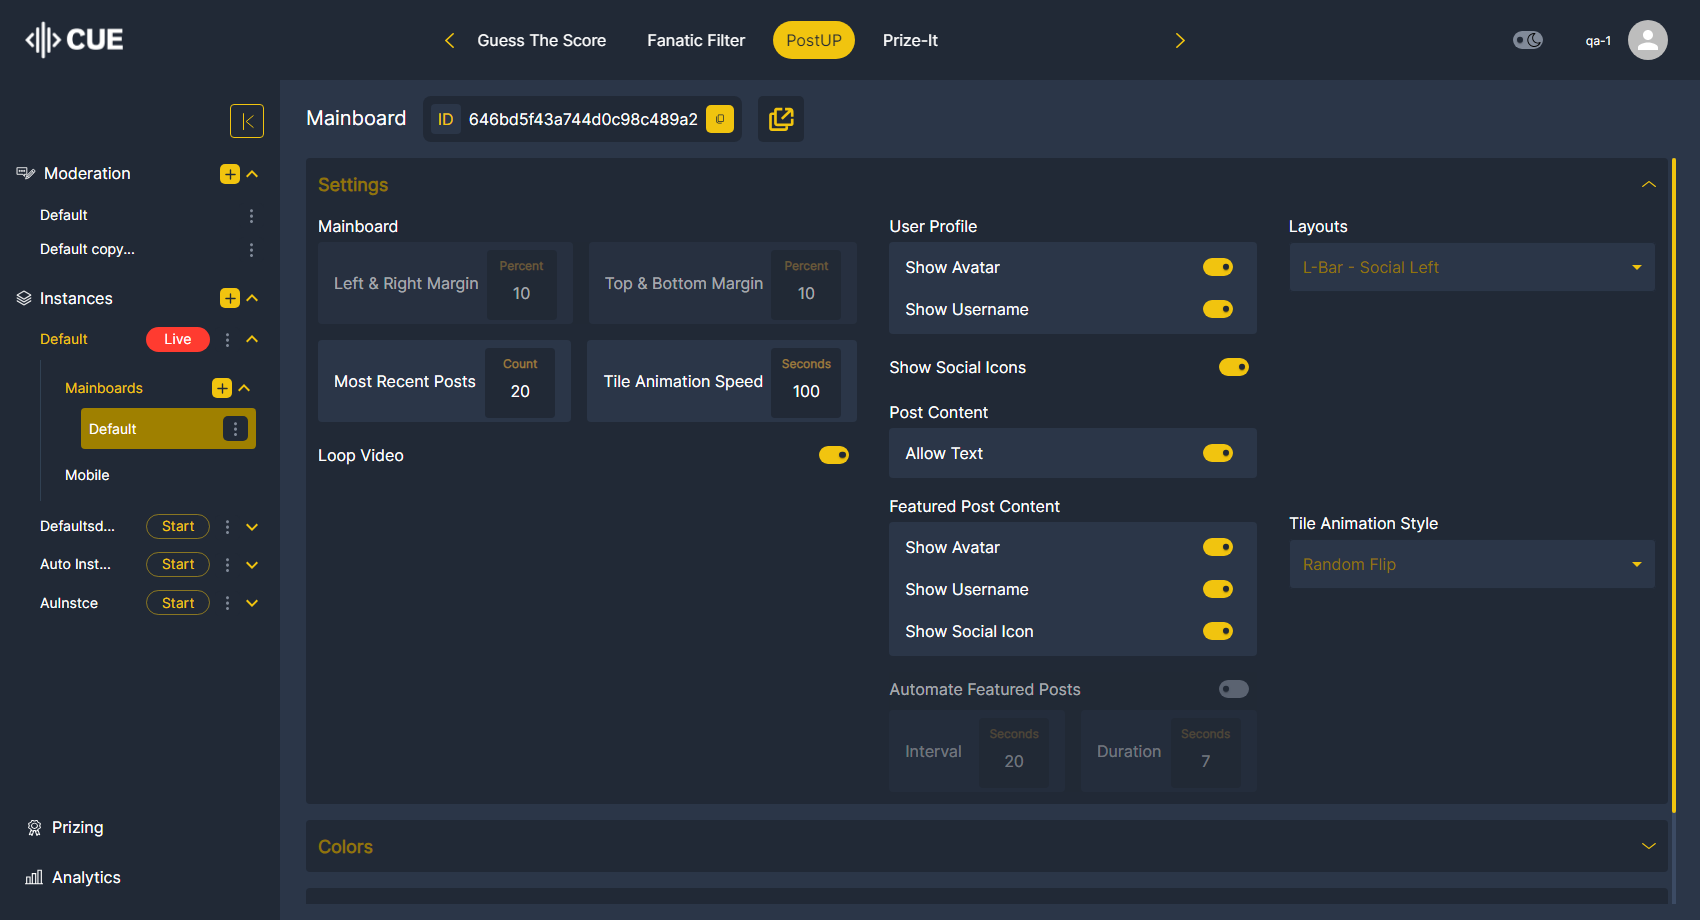 CUE
Guess The Score
Fanatic Filter
PostUP
Prize-It
qa-1
Moderation
Default
Default copy...
Instances
Default
Live
Mainboards
Default
Mobile
Defaultsd...
Start
Auto Inst...
Start
AuInstce
Start
Prizing
Analytics
Mainboard
ID
646bd5f43a744d0c98c489a2
Settings
Mainboard
Left & Right Margin
Percent
10
Top & Bottom Margin
Percent
10
Most Recent Posts
Count
20
Tile Animation Speed
Seconds
100
Loop Video
User Profile
Show Avatar
Show Username
Show Social Icons
Post Content
Allow Text
Featured Post Content
Show Avatar
Show Username
Show Social Icon
Automate Featured Posts
Interval
Seconds
20
Duration
Seconds
7
Layouts
L-Bar - Social Left
Tile Animation Style
Random Flip
Colors